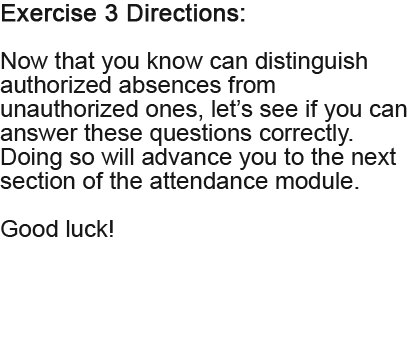 Exercise 3 Directions:
Now that you know can distinguish
authorized absences from
unauthorized ones, let’s see if you can
answer these questions correctly.
Doing so will advance you to the next
section of the attendance module.
Good luck!